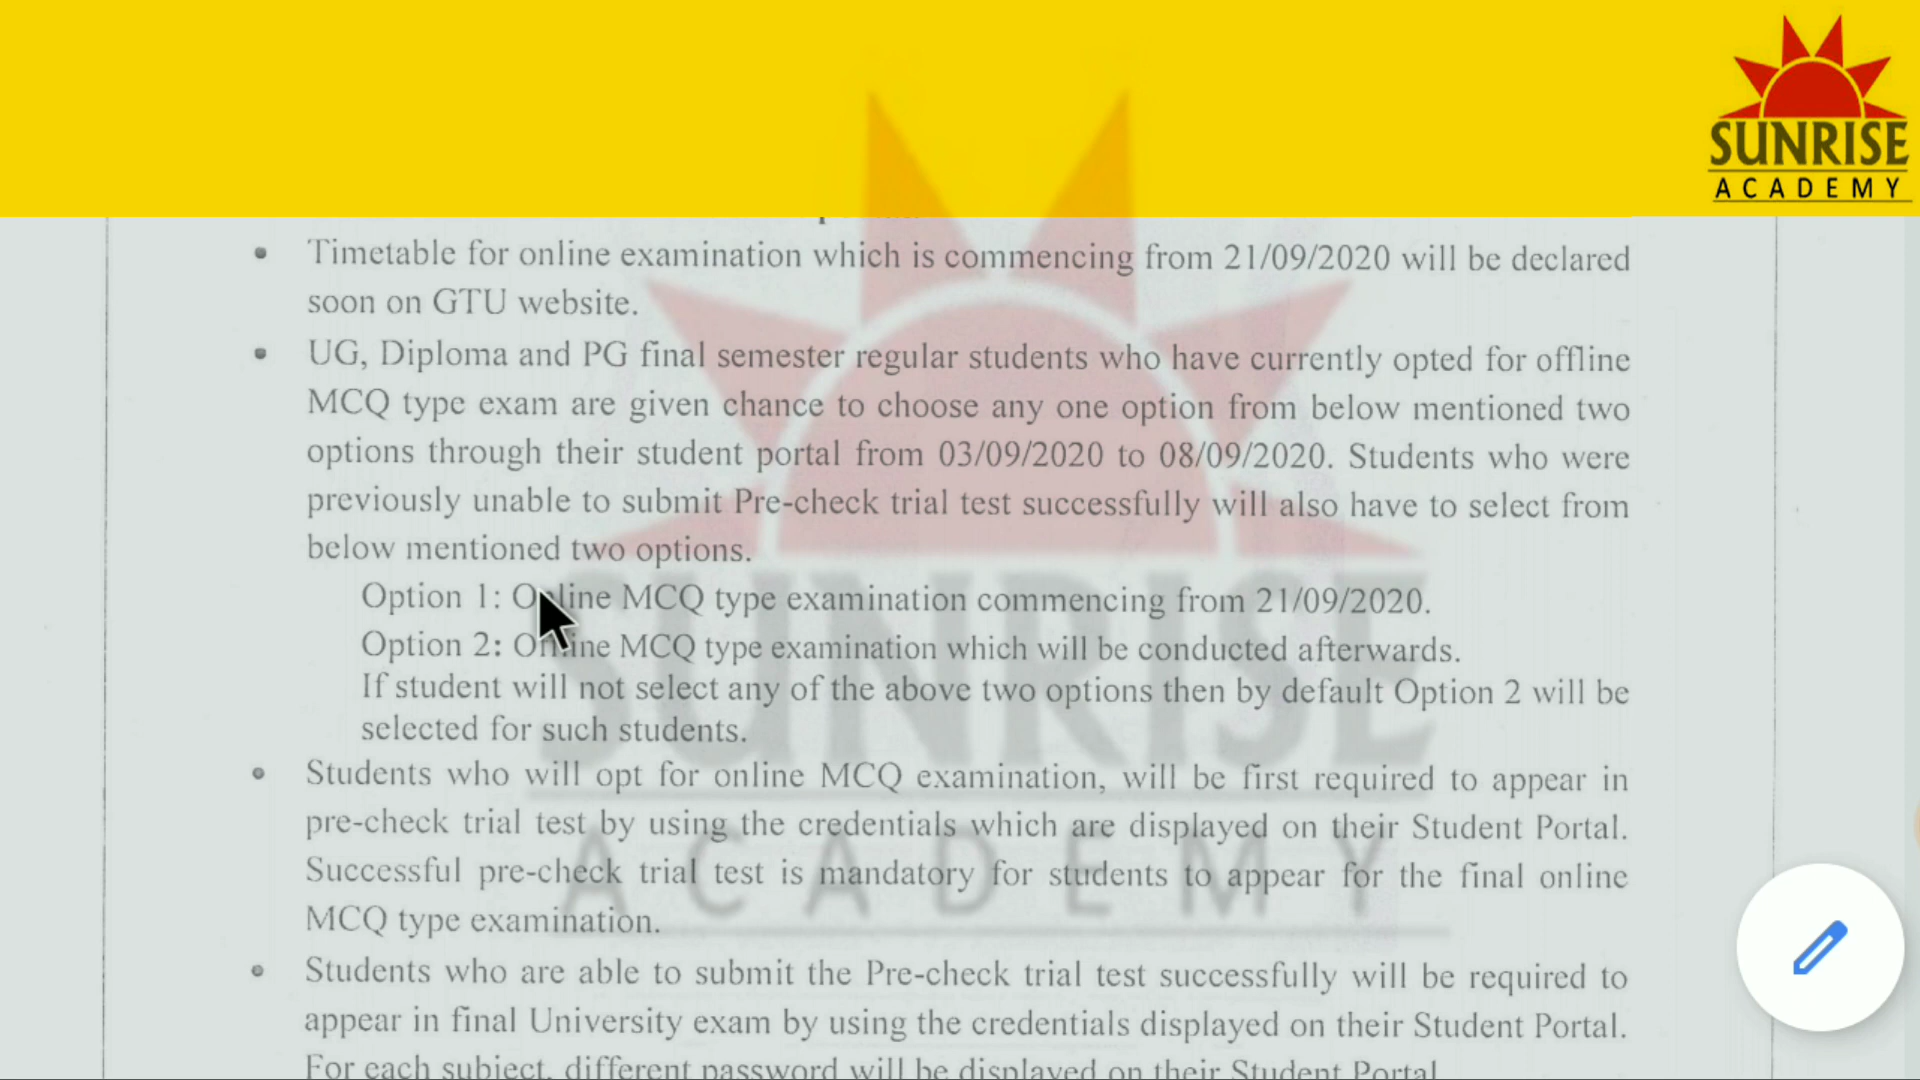 SUNRISE
ACADEMY
• Timetable for online examination which is commencing from 21/09/2020 will be declared
soon on GTU website.
• UG, Diploma and PG final semester regular students who have currently opted for offline
MCQ type exam are given chance to choose any one option from below mentioned two
options through their student portal from 03/09/2020 to 08/09/2020. Students who were
previously unable to submit Pre-check trial test successfully will also have to select from
below mentioned two options.
Option 1: Online MCQ type examination commencing from 21/09/2020.
Option 2: Online MCQ type examination which will be conducted afterwards.
If student will not select any of the above two options then by default Option 2 will be
selected for such students.
• Students who will opt for online MCQ examination, will be first required to appear in
pre-check trial test by using the credentials which are displayed on their Student Portal.
Successful pre-check trial test is mandatory for students to appear for the final online
MCQ type examination.
• Students who are able to submit the Pre-check trial test successfully will be required to
appear in final University exam by using the credentials displayed on their Student Portal.
For each subject, different password will be displayed on their Student Portal
SUNRISE
ACADEMY